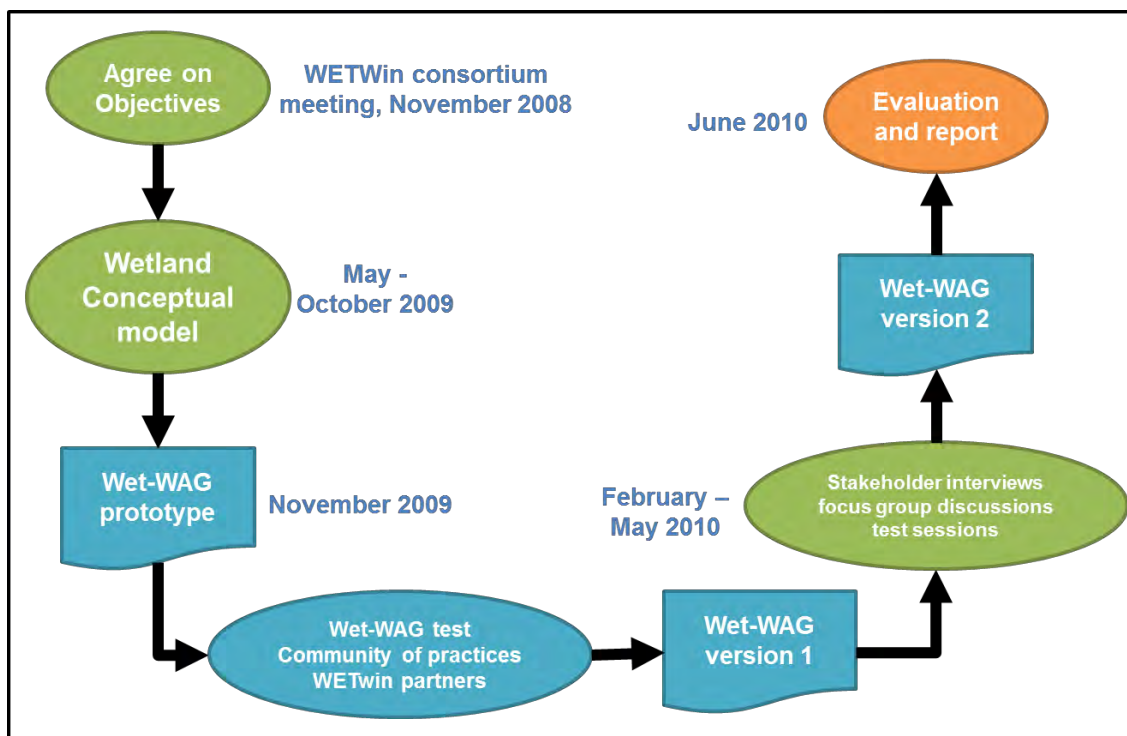 Agree on
Objectives
WETWin consortium
meeting, November 2008
Wetland
Conceptual
model
May -
October 2009
Wet-WAG
prototype
November 2009
Wet-WAG test
Community of practices
WETwin partners
Wet-WAG
version 1
Stakeholder interviews
focus group discussions
test sessions
February –
May 2010
Wet-WAG
version 2
Evaluation
and report
June 2010